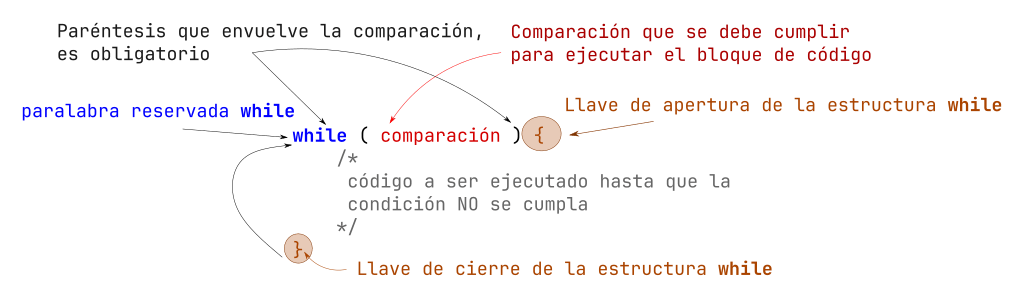 Paréntesis que envuelve la comparación,
es obligatorio
Comparación que se debe cumplir
para ejecutar el bloque de código
paralabra reservada while
Llave de apertura de la estructura while
while ( comparación ) {
/*
código a ser ejecutado hasta que la
condición NO se cumpla
*/
}
Llave de cierre de la estructura while